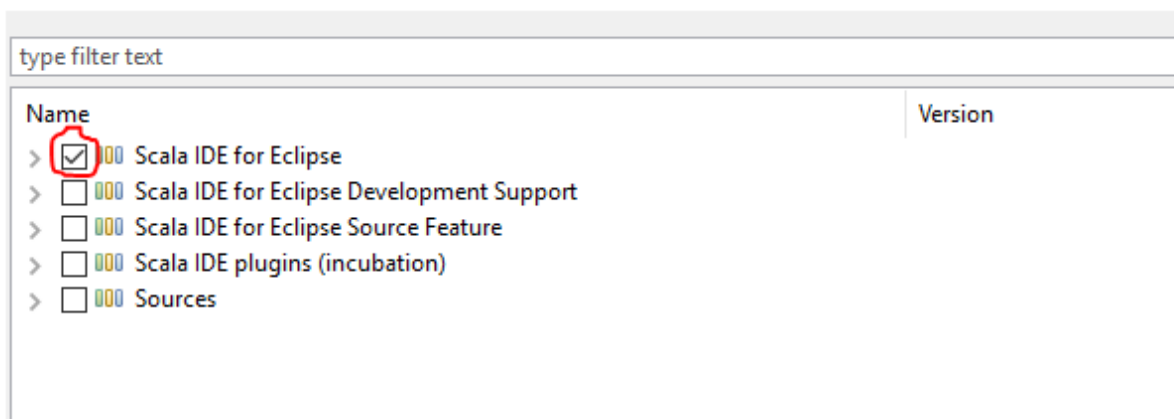 type filter text
Name Version
Scala IDE for Eclipse
Scala IDE for Eclipse Development Support
Scala IDE for Eclipse Source Feature
Scala IDE plugins (incubation)
Sources